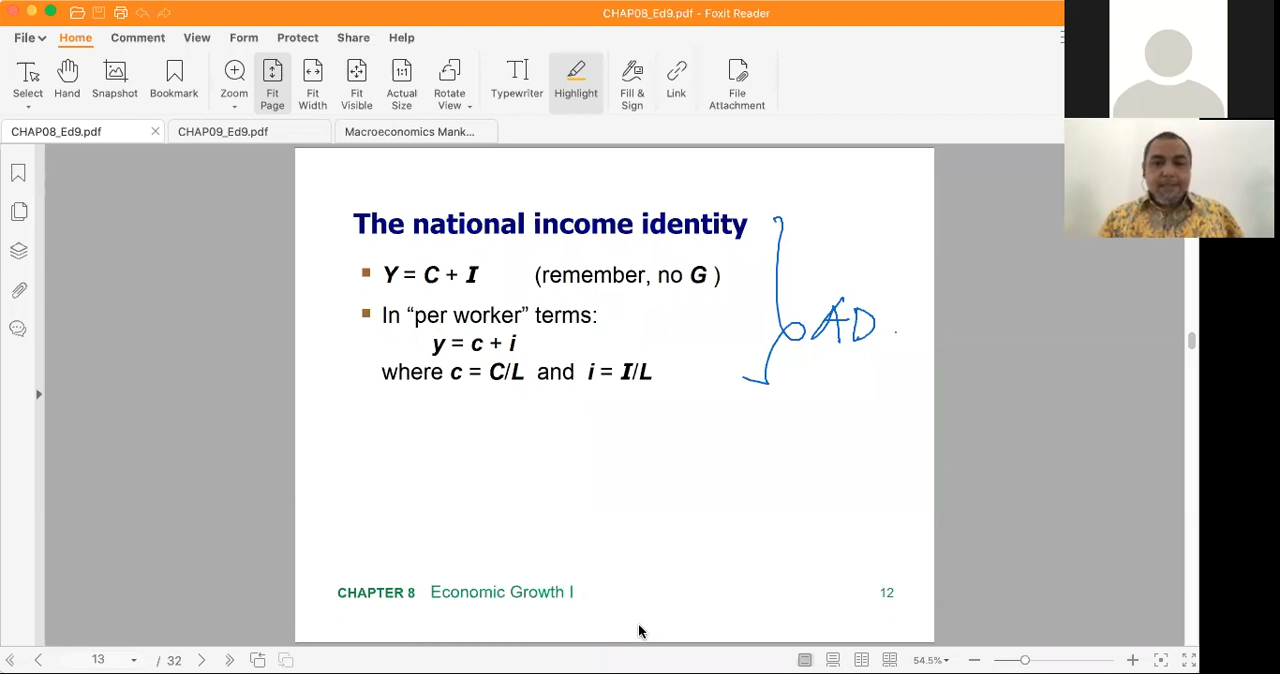 CHAP08_Ed9.pdf - Foxit Reader
File Home Comment View Form Protect Share Help
Select Hand Snapshot Bookmark Zoom Fit Page Fit Width Fit Visible Actual Size Rotate View Typewriter Highlight Fill & Sign Link File Attachment
CHAP08_Ed9.pdf CHAP09_Ed9.pdf Macroeconomics Mank...
The national income identity
Y = C + I (remember, no G )
In “per worker” terms:
y = c + i
where c = C/L and i = I/L
AD
CHAPTER 8 Economic Growth I 12
13 / 32 54.5%